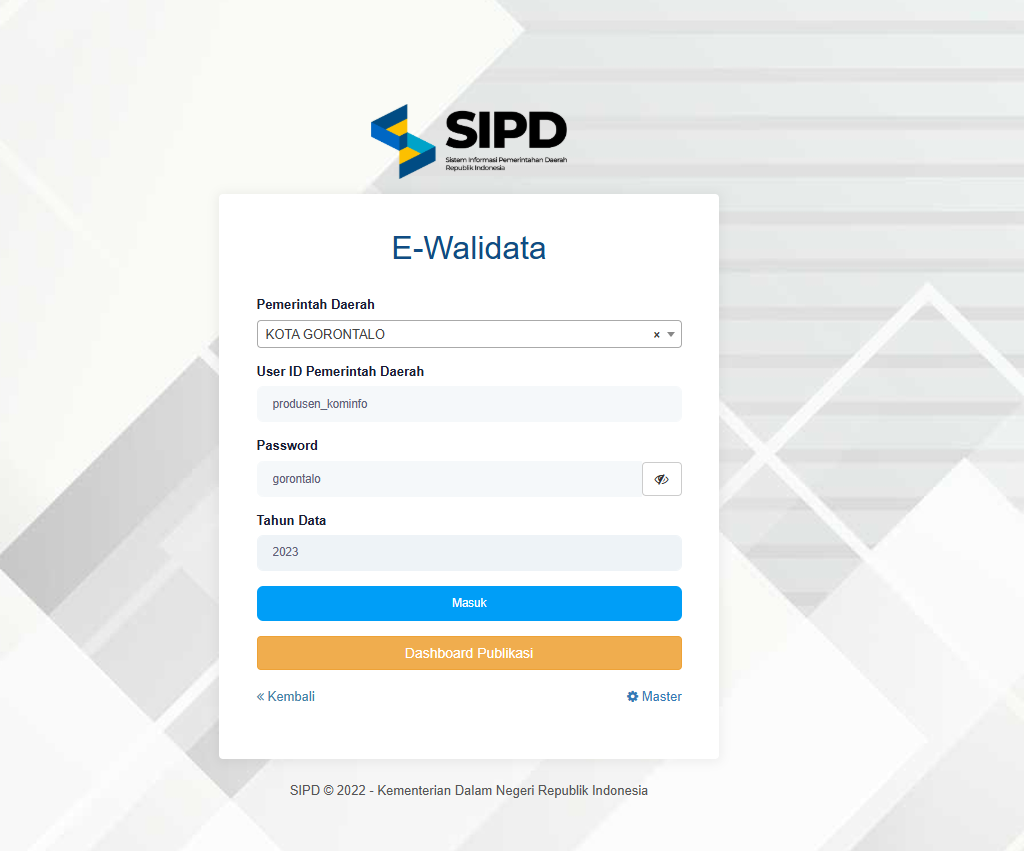 SIPD
Sistem Informasi Pemerintahan Daerah
Republik Indonesia
E-Walidata
Pemerintah Daerah
KOTA GORONTALO ×
User ID Pemerintah Daerah
produsen_kominfo
Password
gorontalo
Tahun Data
2023
Masuk
Dashboard Publikasi
« Kembali
Master
SIPD © 2022 - Kementerian Dalam Negeri Republik Indonesia